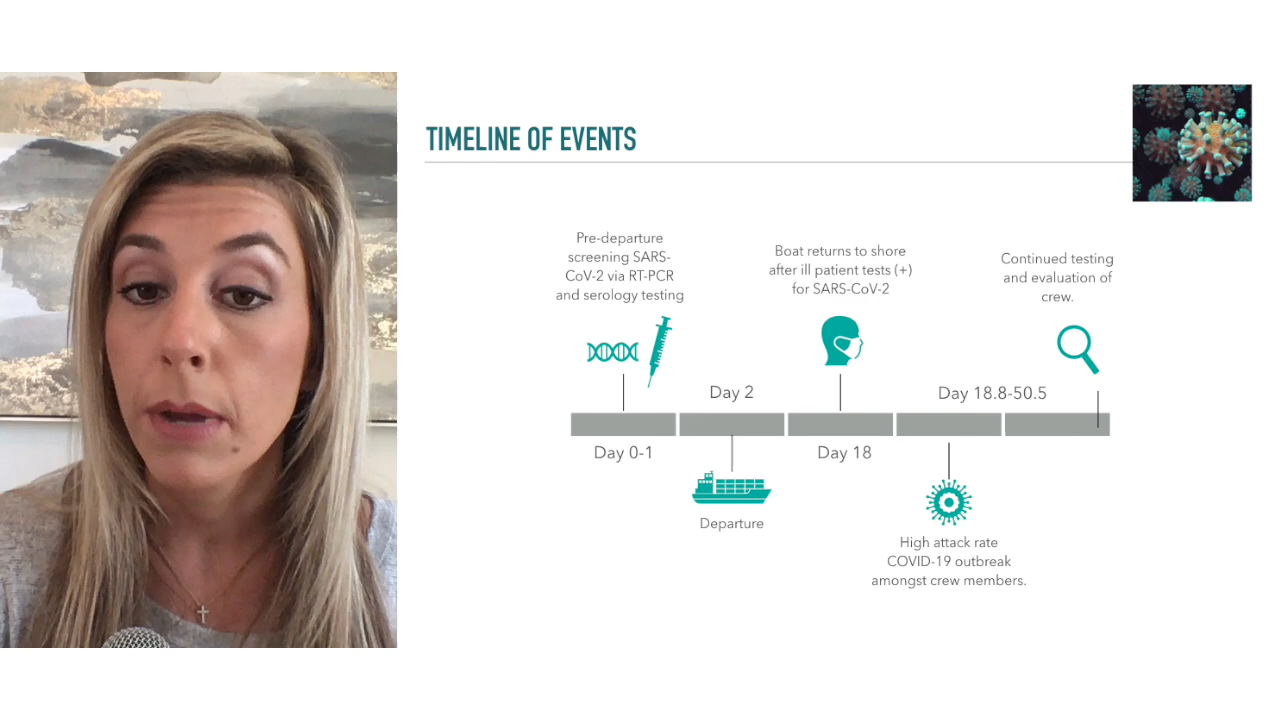 TIMELINE OF EVENTS
Pre-departure
screening SARS-
CoV-2 via RT-PCR
and serology testing
Boat returns to shore
after ill patient tests (+)
for SARS-CoV-2
Continued testing
and evaluation of
crew.
Day 2
Day 18.8-50.5
Day 0-1
Day 18
Departure
High attack rate
COVID-19 outbreak
amongst crew members.